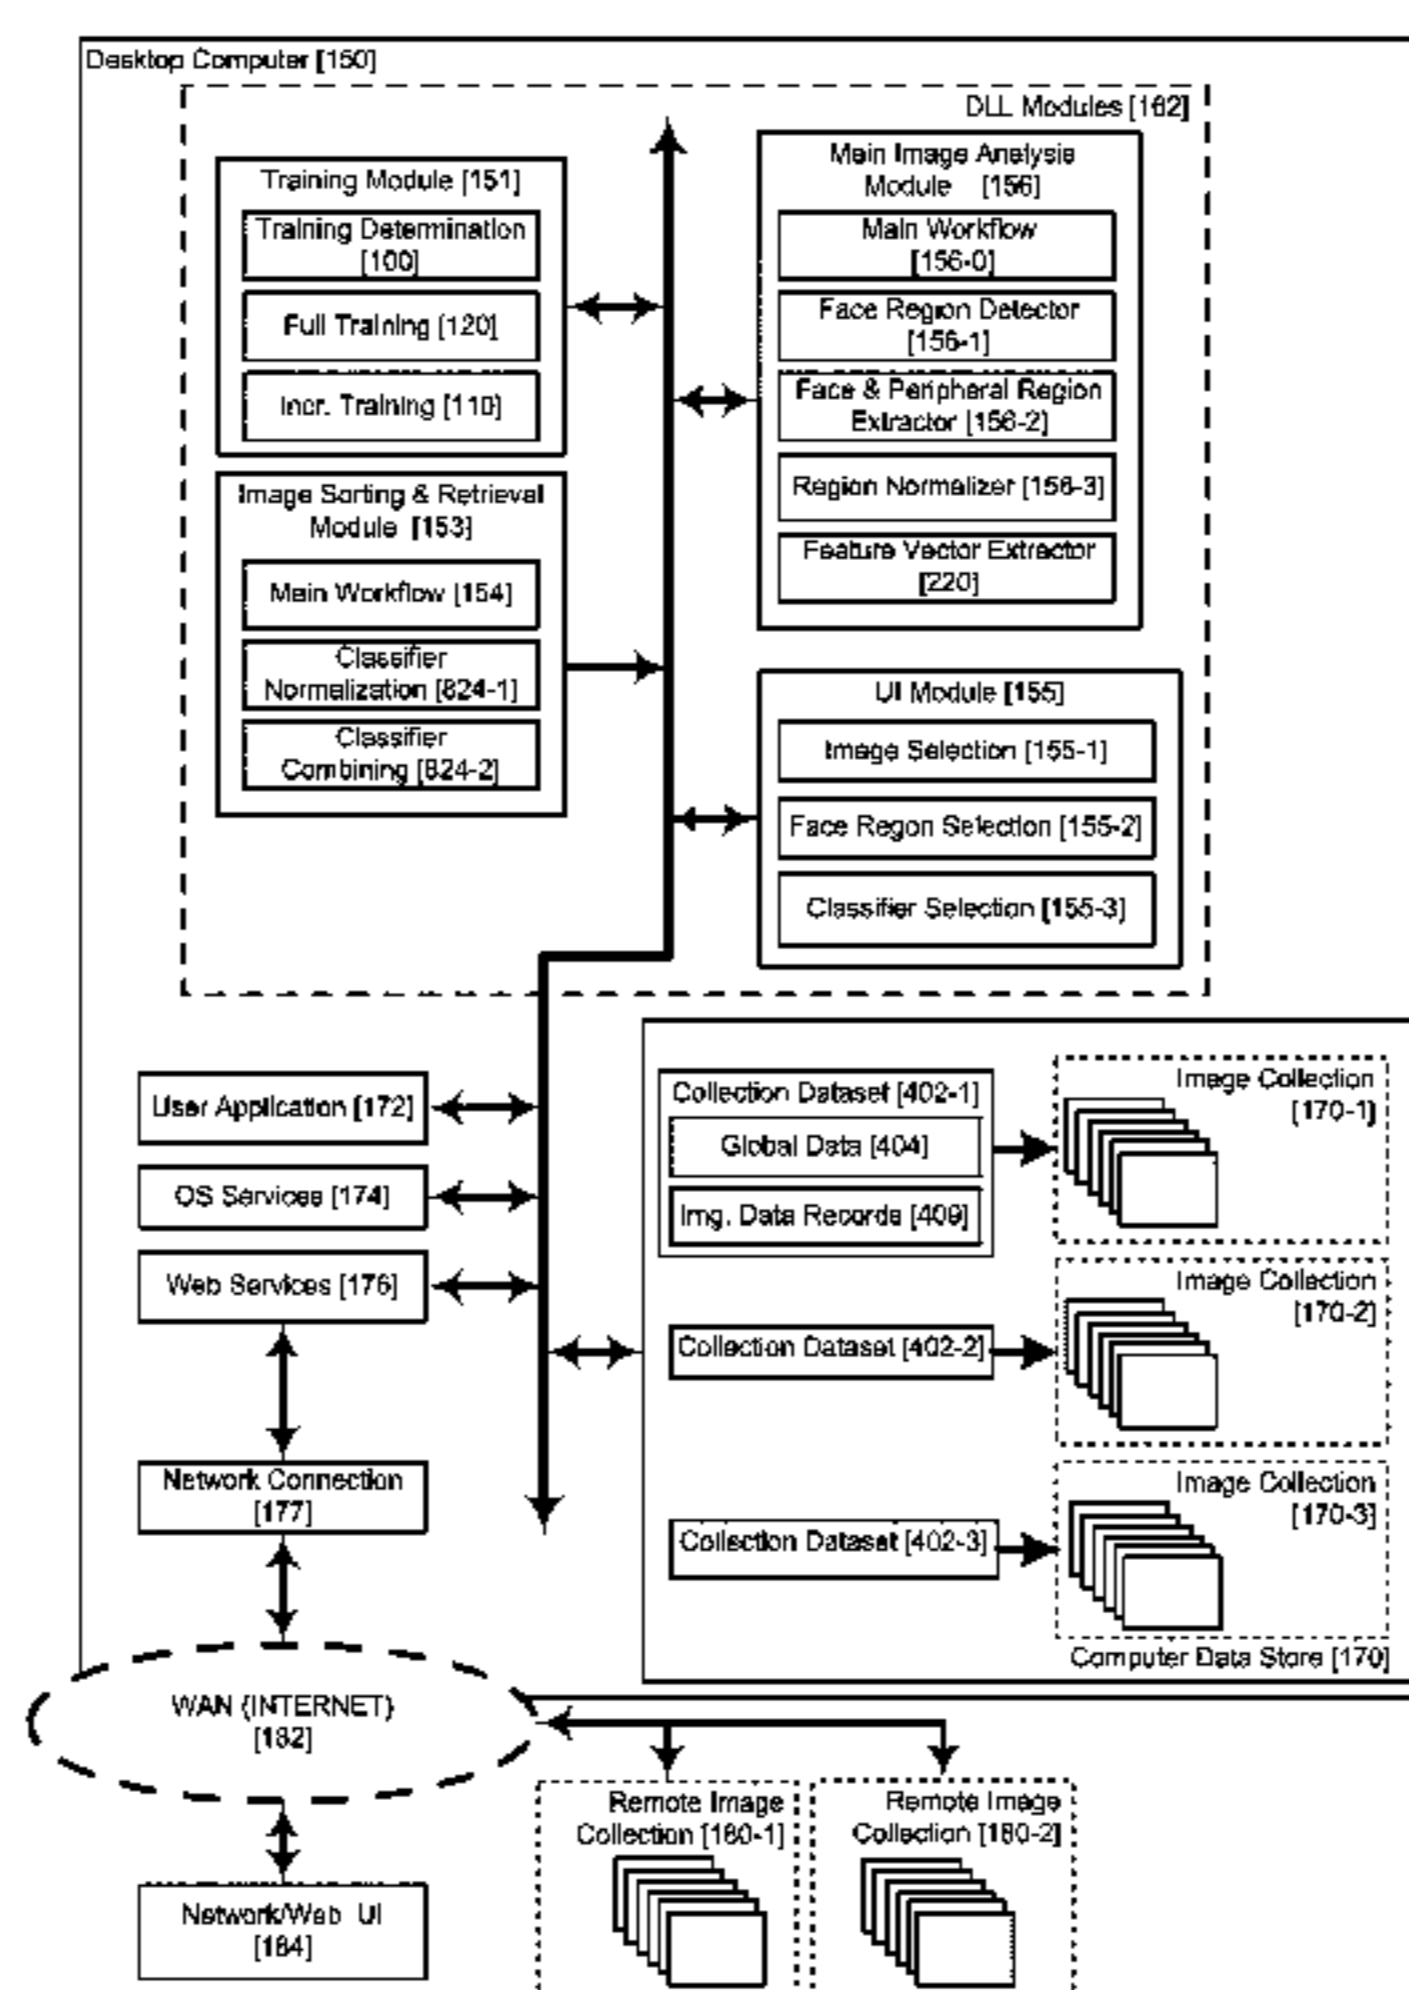 Desktop Computer [150]
DLL Modules [162]
Training Module [151]
Training Determination
[100]
Full Training [120]
Incr. Training [110]
Image Sorting & Retrieval
Module [153]
Main Workflow [154]
Classifier
Normalization [824-1]
Classifier
Combining [824-2]
Main Image Analysis
Module [156]
Main Workflow
[156-0]
Face Region Detector
[156-1]
Face & Peripheral Region
Extractor [156-2]
Region Normalizer [156-3]
Feature Vector Extractor
[220]
UI Module [155]
Image Selection [155-1]
Face Regon Selection [155-2]
Classifier Selection [155-3]
User Application [172]
OS Services [174]
Web Services [176]
Network Connection
[177]
Collection Dataset [402-1]
Global Data [404]
Img. Data Records [409]
Collection Dataset [402-2]
Collection Dataset [402-3]
Image Collection
[170-1]
Image Collection
[170-2]
Image Collection
[170-3]
Computer Data Store [170]
WAN (INTERNET)
[182]
Network/Web UI
[184]
Remote Image
Collection [180-1]
Remote Image
Collection [180-2]